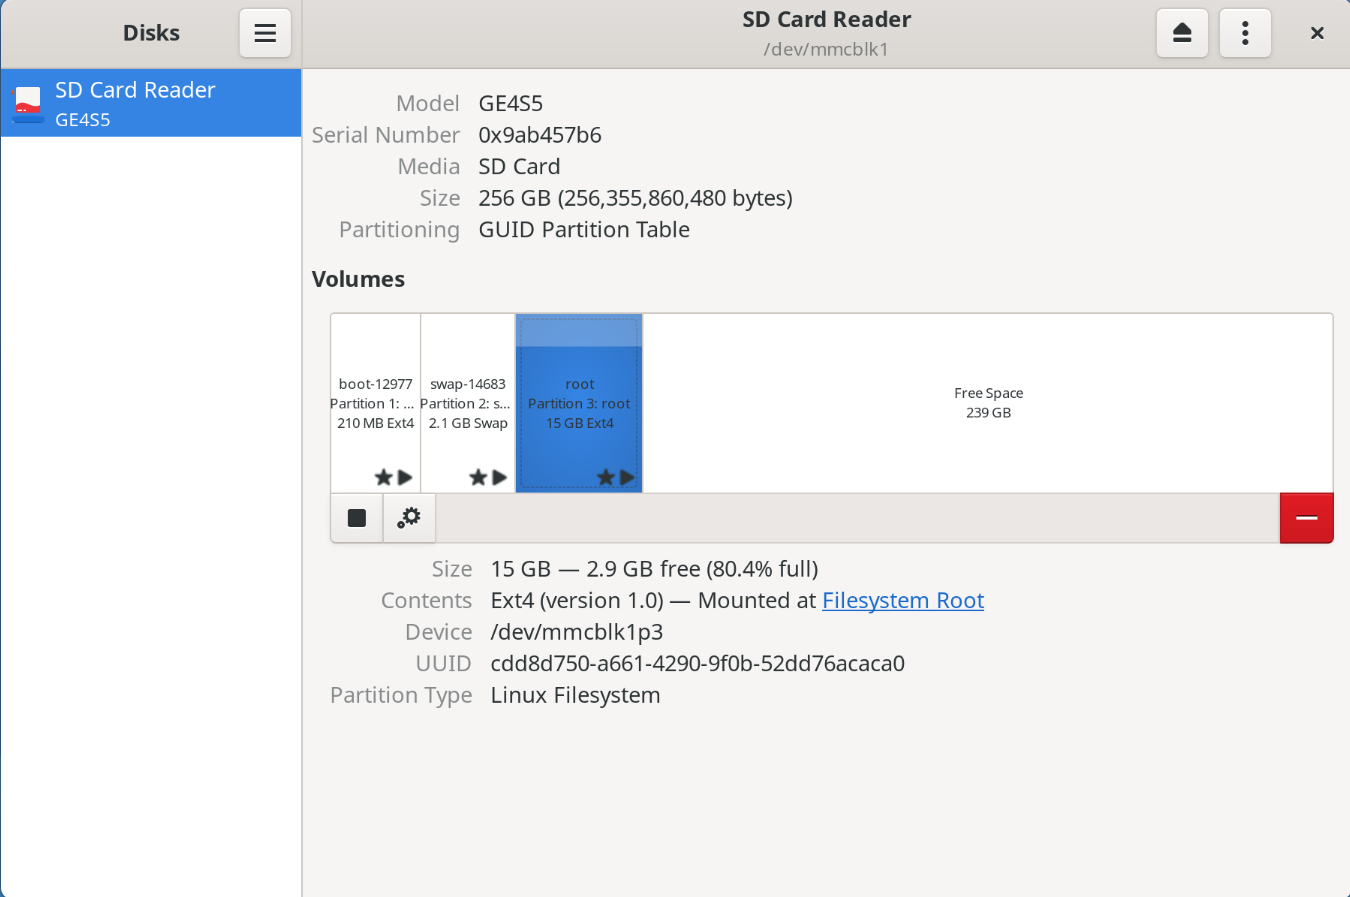 Disks
SD Card Reader
/dev/mmcblk1
SD Card Reader
GE4S5
Model GE4S5
Serial Number 0x9ab457b6
Media SD Card
Size 256 GB (256,355,860,480 bytes)
Partitioning GUID Partition Table
Volumes
boot-12977
Partition 1: ...
210 MB Ext4
swap-14683
Partition 2: s...
2.1 GB Swap
root
Partition 3: root
15 GB Ext4
Free Space
239 GB
Size 15 GB — 2.9 GB free (80.4% full)
Contents Ext4 (version 1.0) — Mounted at Filesystem Root
Device /dev/mmcblk1p3
UUID cdd8d750-a661-4290-9f0b-52dd76acaca0
Partition Type Linux Filesystem